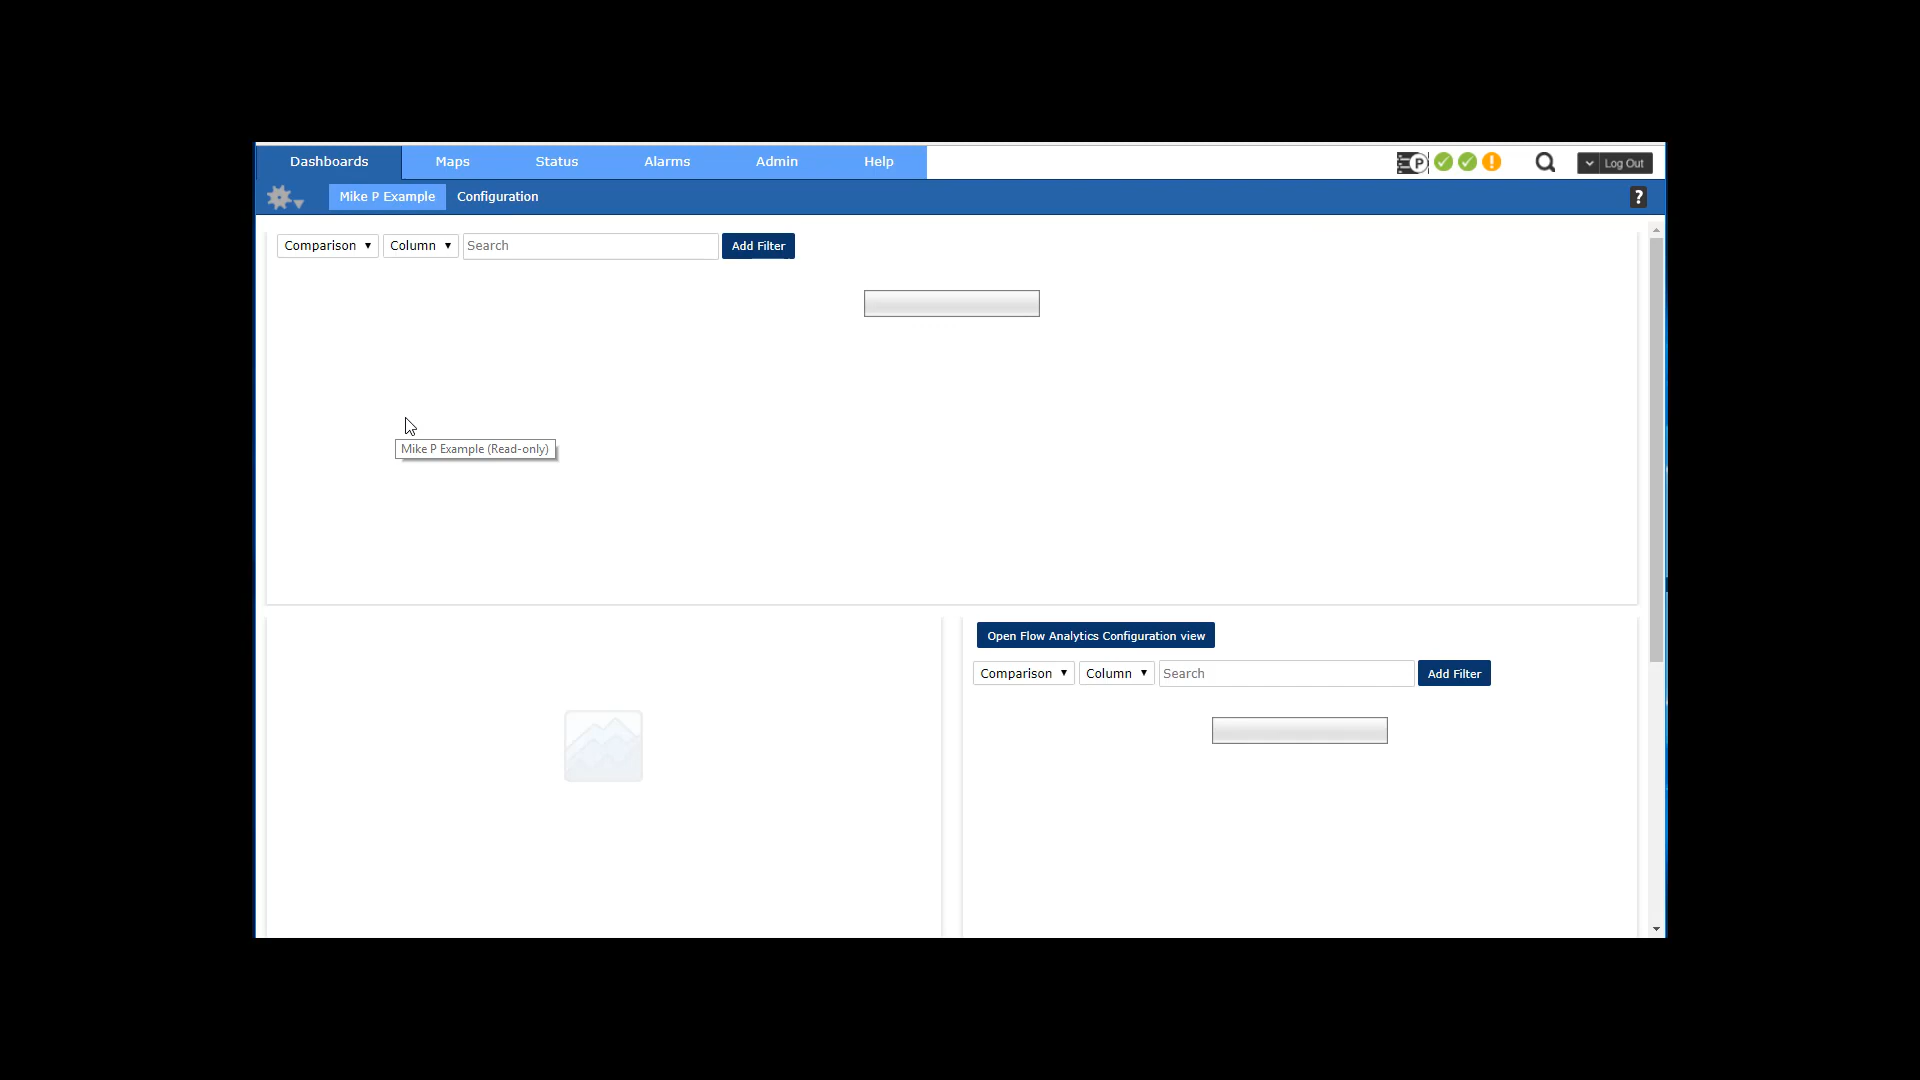 Dashboards Maps Status Alarms Admin Help P Log Out
Mike P Example Configuration ?
Comparison Column Search Add Filter
Mike P Example (Read-only)
Open Flow Analytics Configuration view
Comparison Column Search Add Filter